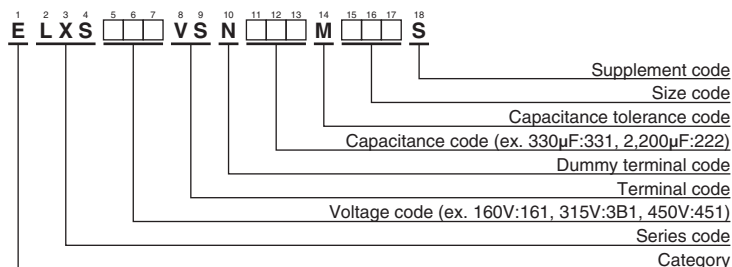 1 2 3 4 5 6 7 8 9 10 11 12 13 14 15 16 17 18
E L X S □□□ V S N □□□ M □□□ S
Supplement code
Size code
Capacitance tolerance code
Capacitance code (ex. 330μF:331, 2,200μF:222)
Dummy terminal code
Terminal code
Voltage code (ex. 160V:161, 315V:3B1, 450V:451)
Series code
Category